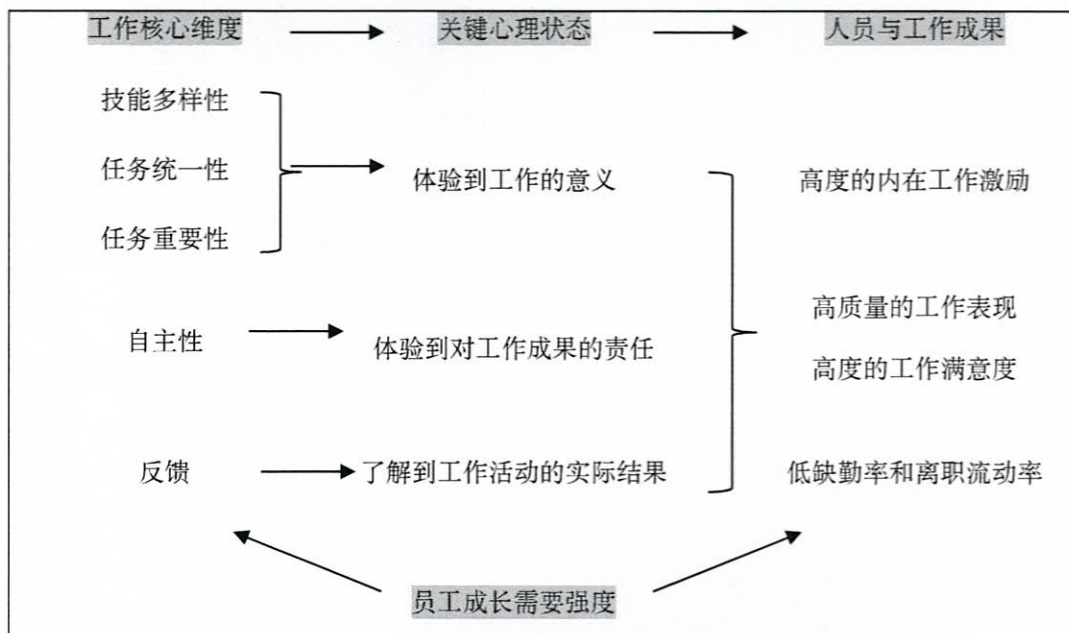 工作核心维度 关键心理状态 人员与工作成果
技能多样性
任务统一性 体验到工作的意义 高度的内在工作激励
任务重要性
高质量的工作表现
自主性 体验到对工作成果的责任
高度的工作满意度
反馈 了解到工作活动的实际结果 低缺勤率和离职流动率
员工成长需要强度